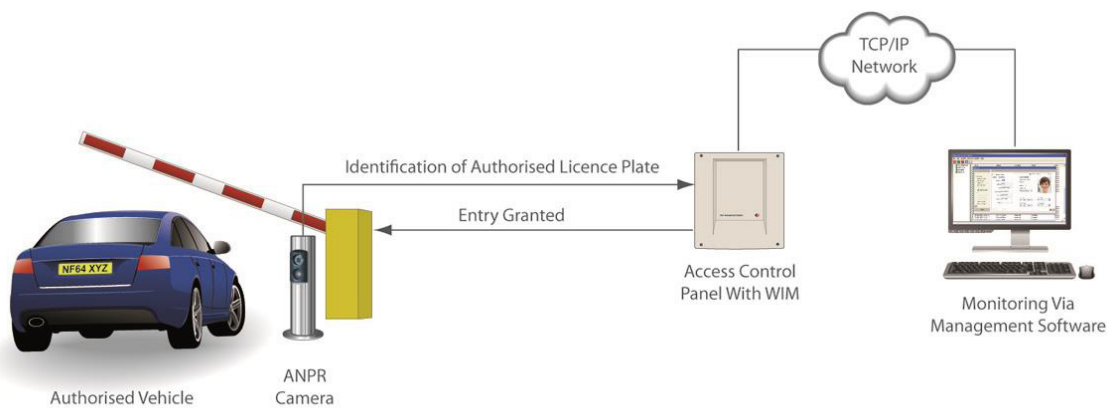 TCP/IP
Network
Identification of Authorised Licence Plate
Entry Granted
NF64 XYZ
Access Control
Panel With WIM
Monitoring Via
Management Software
ANPR
Camera
Authorised Vehicle